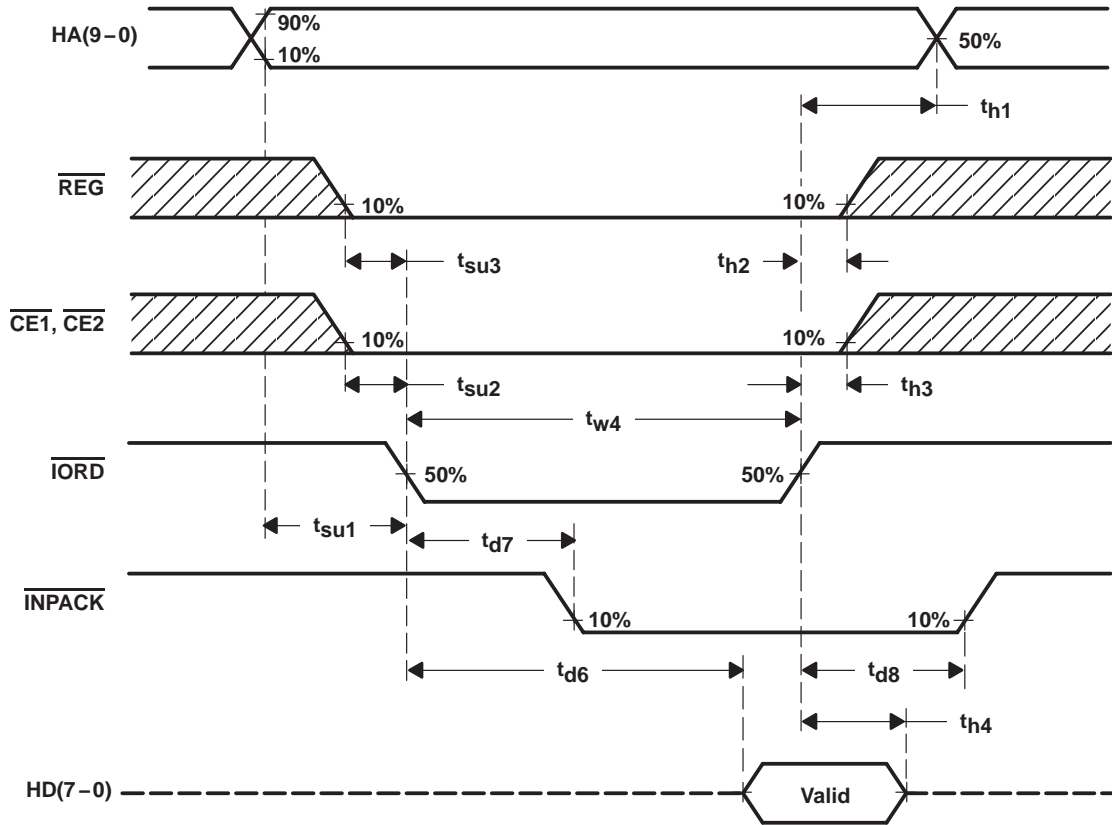 HA(9–0)
90%
10%
50%
th1
REG
10%
10%
tsu3
th2
CE1, CE2
10%
10%
tsu2
th3
tw4
IORD
50%
50%
tsu1
td7
INPACK
10%
10%
td6
td8
th4
HD(7–0)
Valid